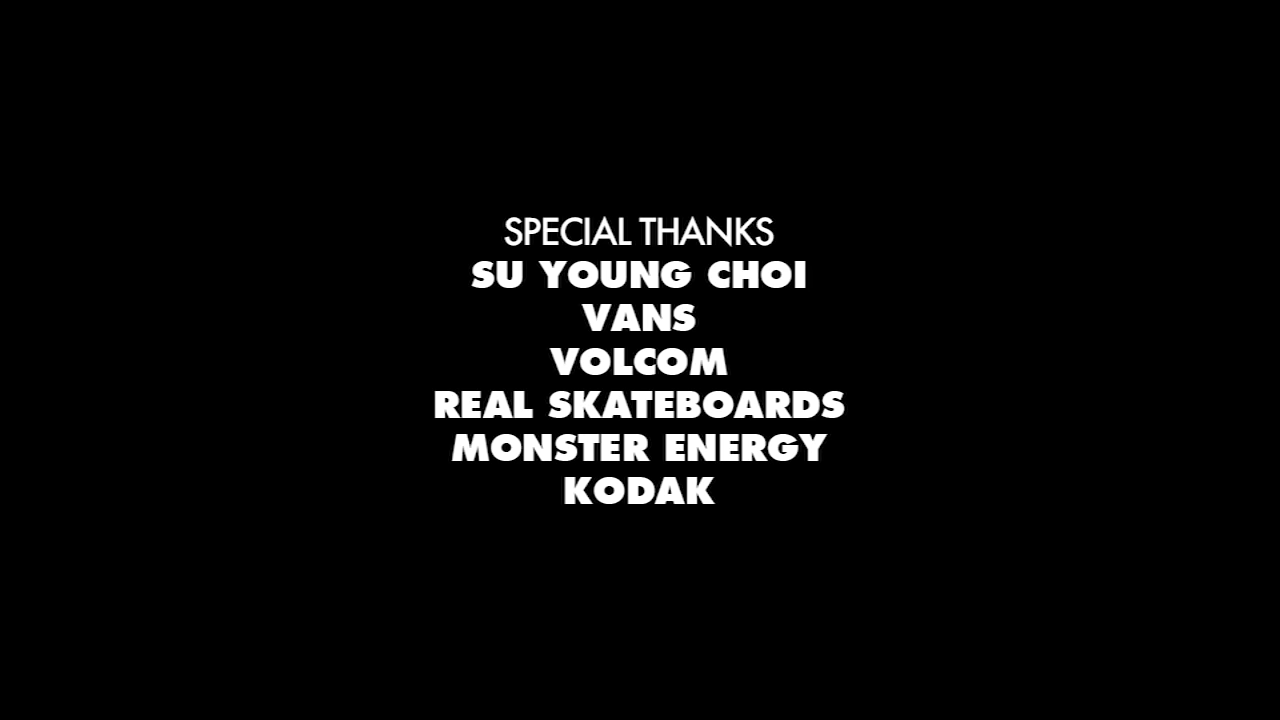 SPECIAL THANKS
SU YOUNG CHOI
VANS
VOLCOM
REAL SKATEBOARDS
MONSTER ENERGY
KODAK